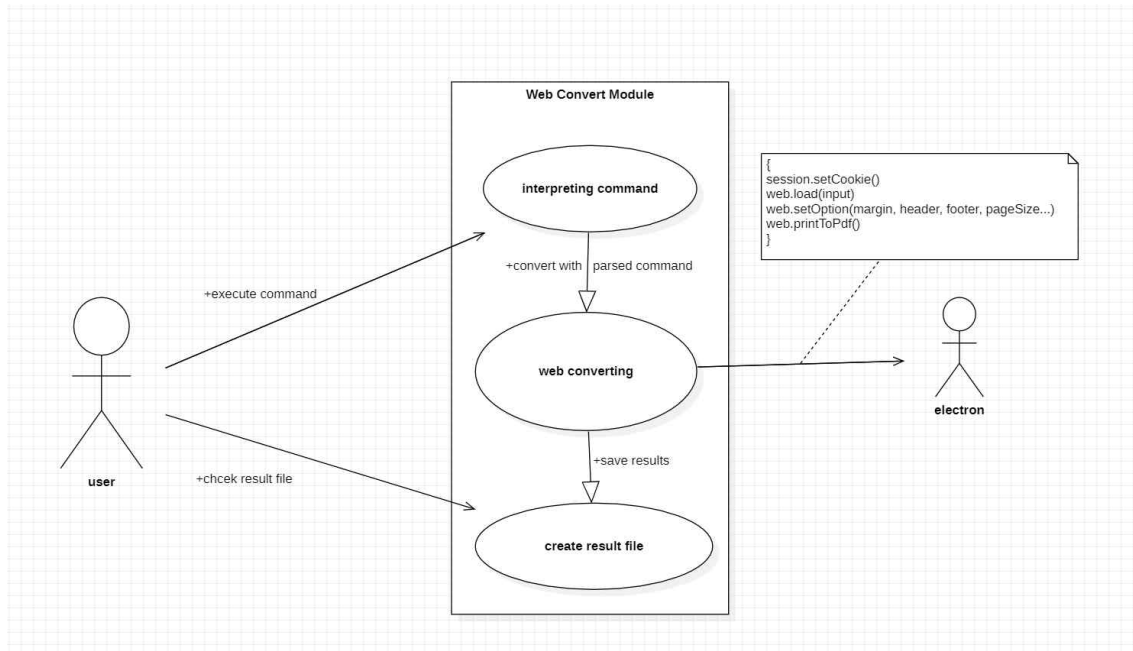 Web Convert Module
interpreting command
{
session.setCookie()
web.load(input)
web.setOption(margin, header, footer, pageSize...)
web.printToPdf()
}
+convert with parsed command
+execute command
web converting
electron
+save results
+chcek result file
user
create result file